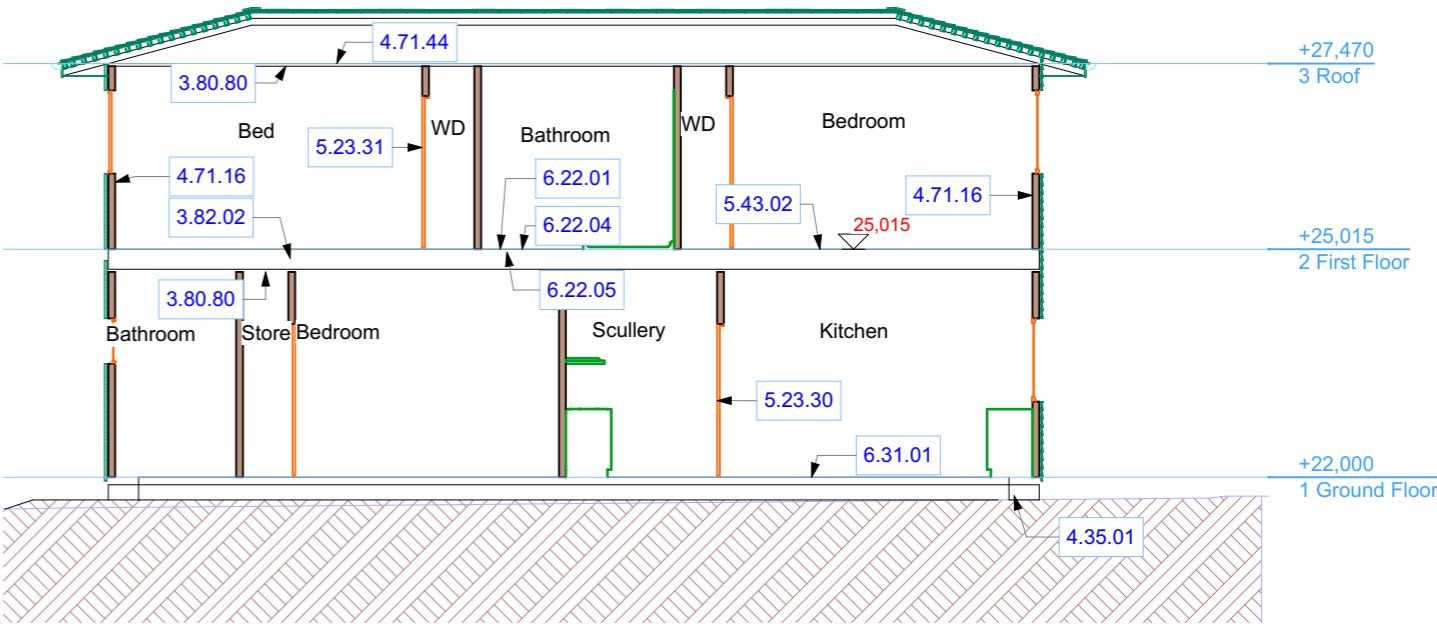 4.71.44
+27,470
3 Roof
3.80.80
Bed
WD
Bathroom
WD
Bedroom
5.23.31
4.71.16
6.22.01
4.71.16
3.82.02
6.22.04
5.43.02
25,015
+25,015
2 First Floor
3.80.80
6.22.05
Bathroom
Store
Bedroom
Scullery
Kitchen
5.23.30
6.31.01
+22,000
1 Ground Floor
4.35.01